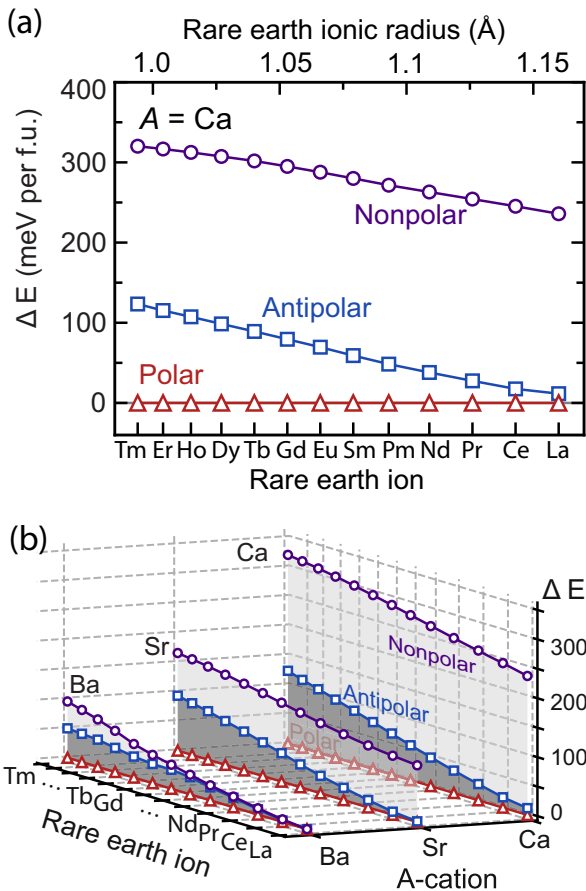 (a)
Rare earth ionic radius (Å)
1.0 1.05 1.1 1.15
400
A = Ca
300
Nonpolar
200
Antipolar
100
Polar
0
Δ E (meV per f.u.)
Tm Er Ho Dy Tb Gd Eu Sm Pm Nd Pr Ce La
Rare earth ion
(b)
Ca
Δ E
Sr
300
Nonpolar
Ba
Antipolar
200
Polar
100
0
Tm ... Tb Gd ... Nd Pr Ce La
Ba Sr Ca
Rare earth ion
A-cation